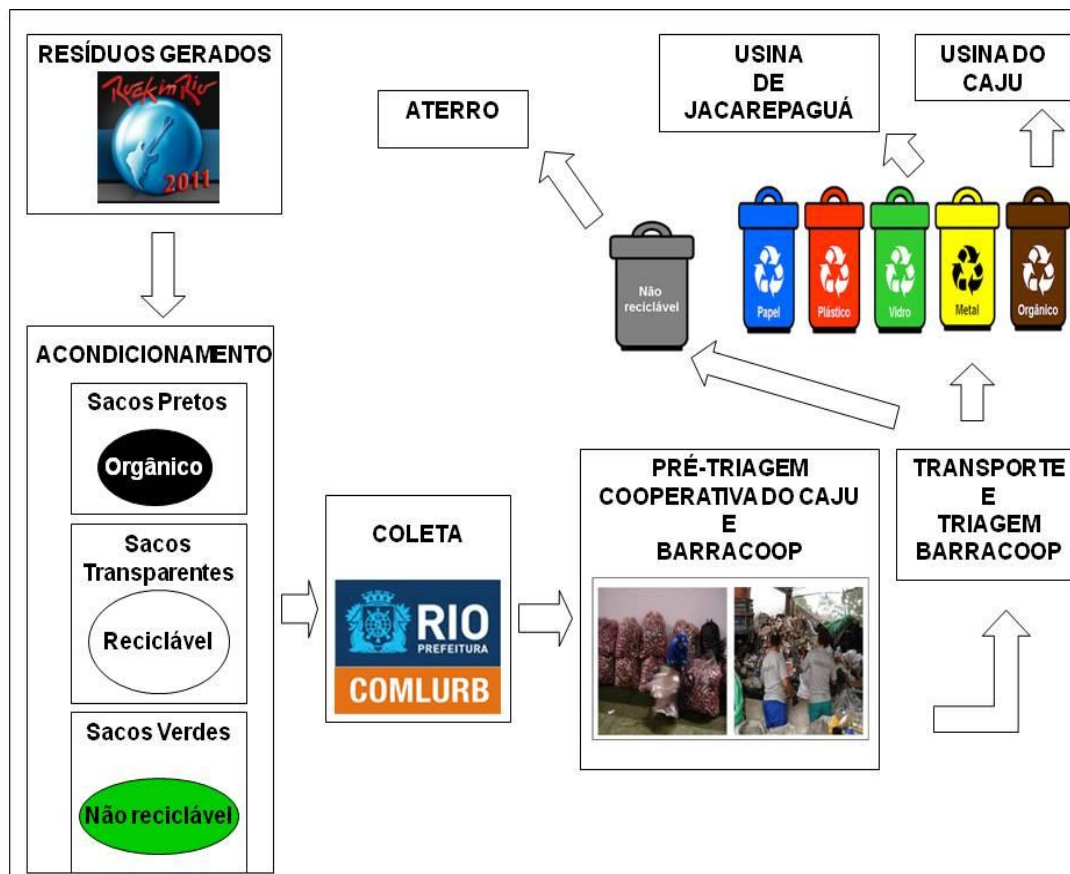 RESÍDUOS GERADOS
Rock in Rio
2011
ACONDICIONAMENTO
Sacos Pretos
Orgânico
Sacos
Transparentes
Reciclável
Sacos Verdes
Não reciclável
COLETA
RIO
PREFEITURA
COMLURB
PRÉ-TRIAGEM
COOPERATIVA DO CAJU
E
BARRACOOP
TRANSPORTE
E
TRIAGEM
BARRACOOP
Não
reciclável
Papel
Plástico
Vidro
Metal
Orgânico
ATERRO
USINA
DE
JACAREPAGUÁ
USINA DO
CAJU